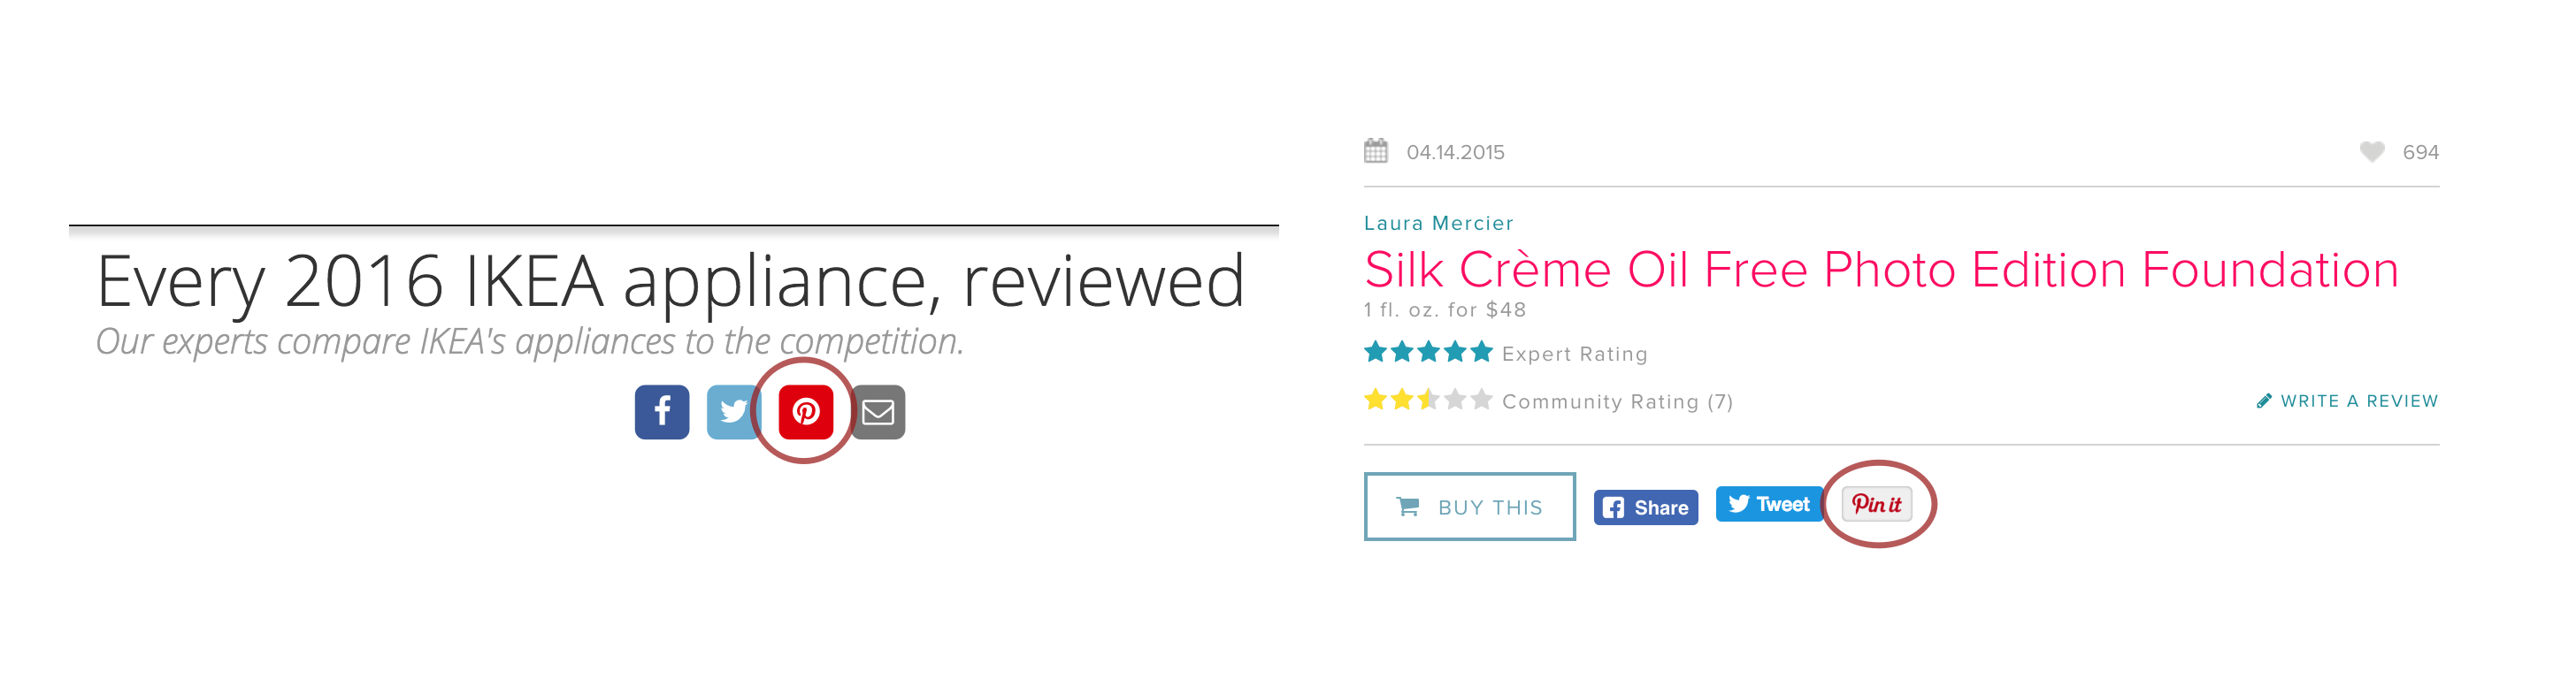 Every 2016 IKEA appliance, reviewed
Our experts compare IKEA's appliances to the competition.
04.14.2015
694
Laura Mercier
Silk Crème Oil Free Photo Edition Foundation
1 fl. oz. for $48
Expert Rating
Community Rating (7)
WRITE A REVIEW
BUY THIS
Share
Tweet
Pin it